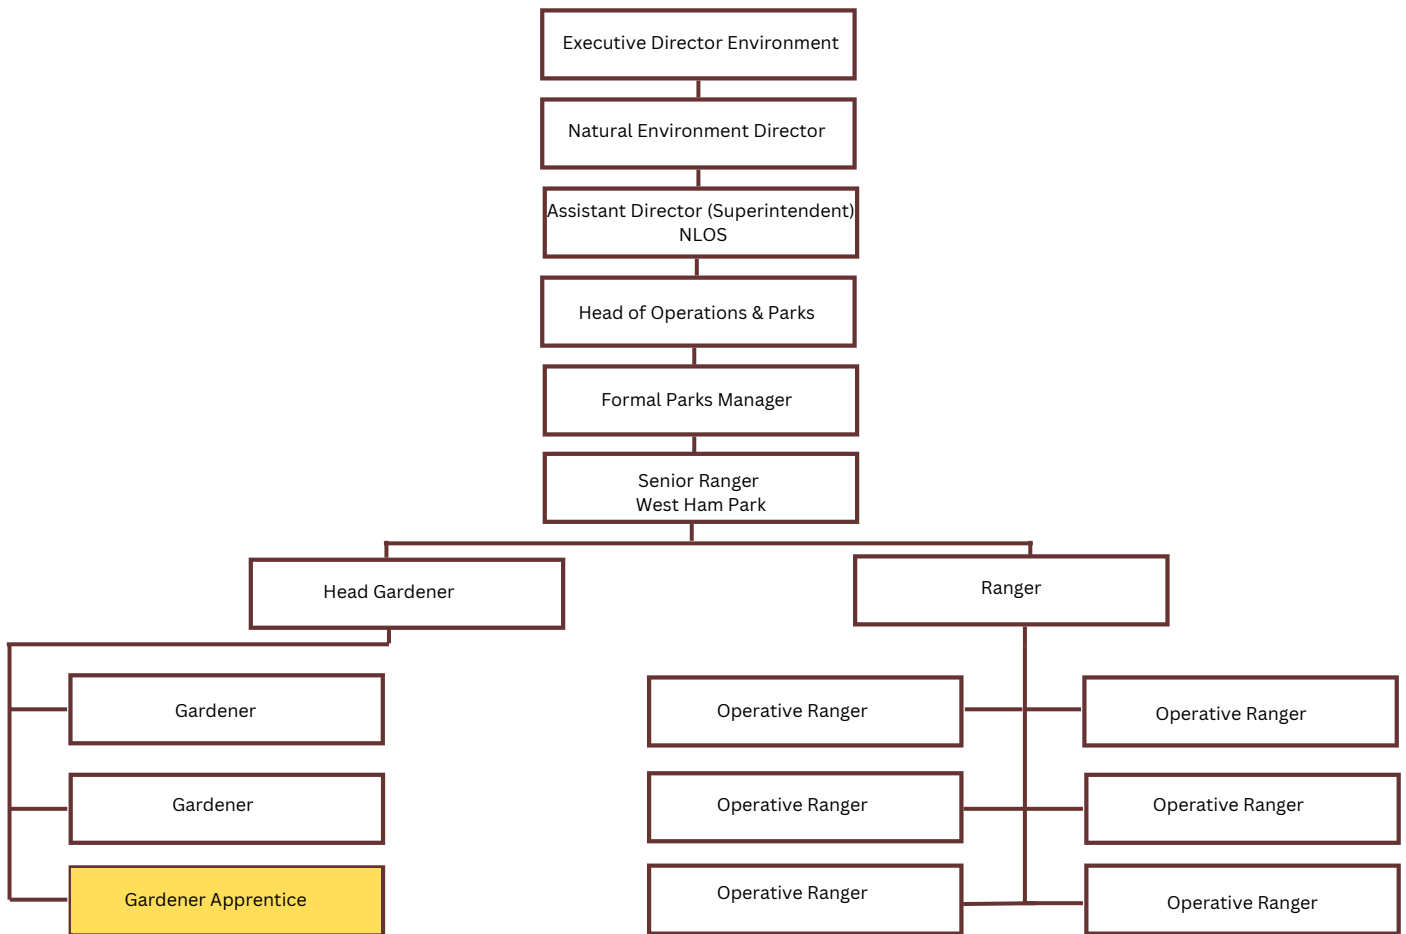 Executive Director Environment
Natural Environment Director
Assistant Director (Superintendent)
NLOS
Head of Operations & Parks
Formal Parks Manager
Senior Ranger
West Ham Park
Head Gardener
Ranger
Gardener
Operative Ranger
Operative Ranger
Gardener
Operative Ranger
Operative Ranger
Gardener Apprentice
Operative Ranger
Operative Ranger